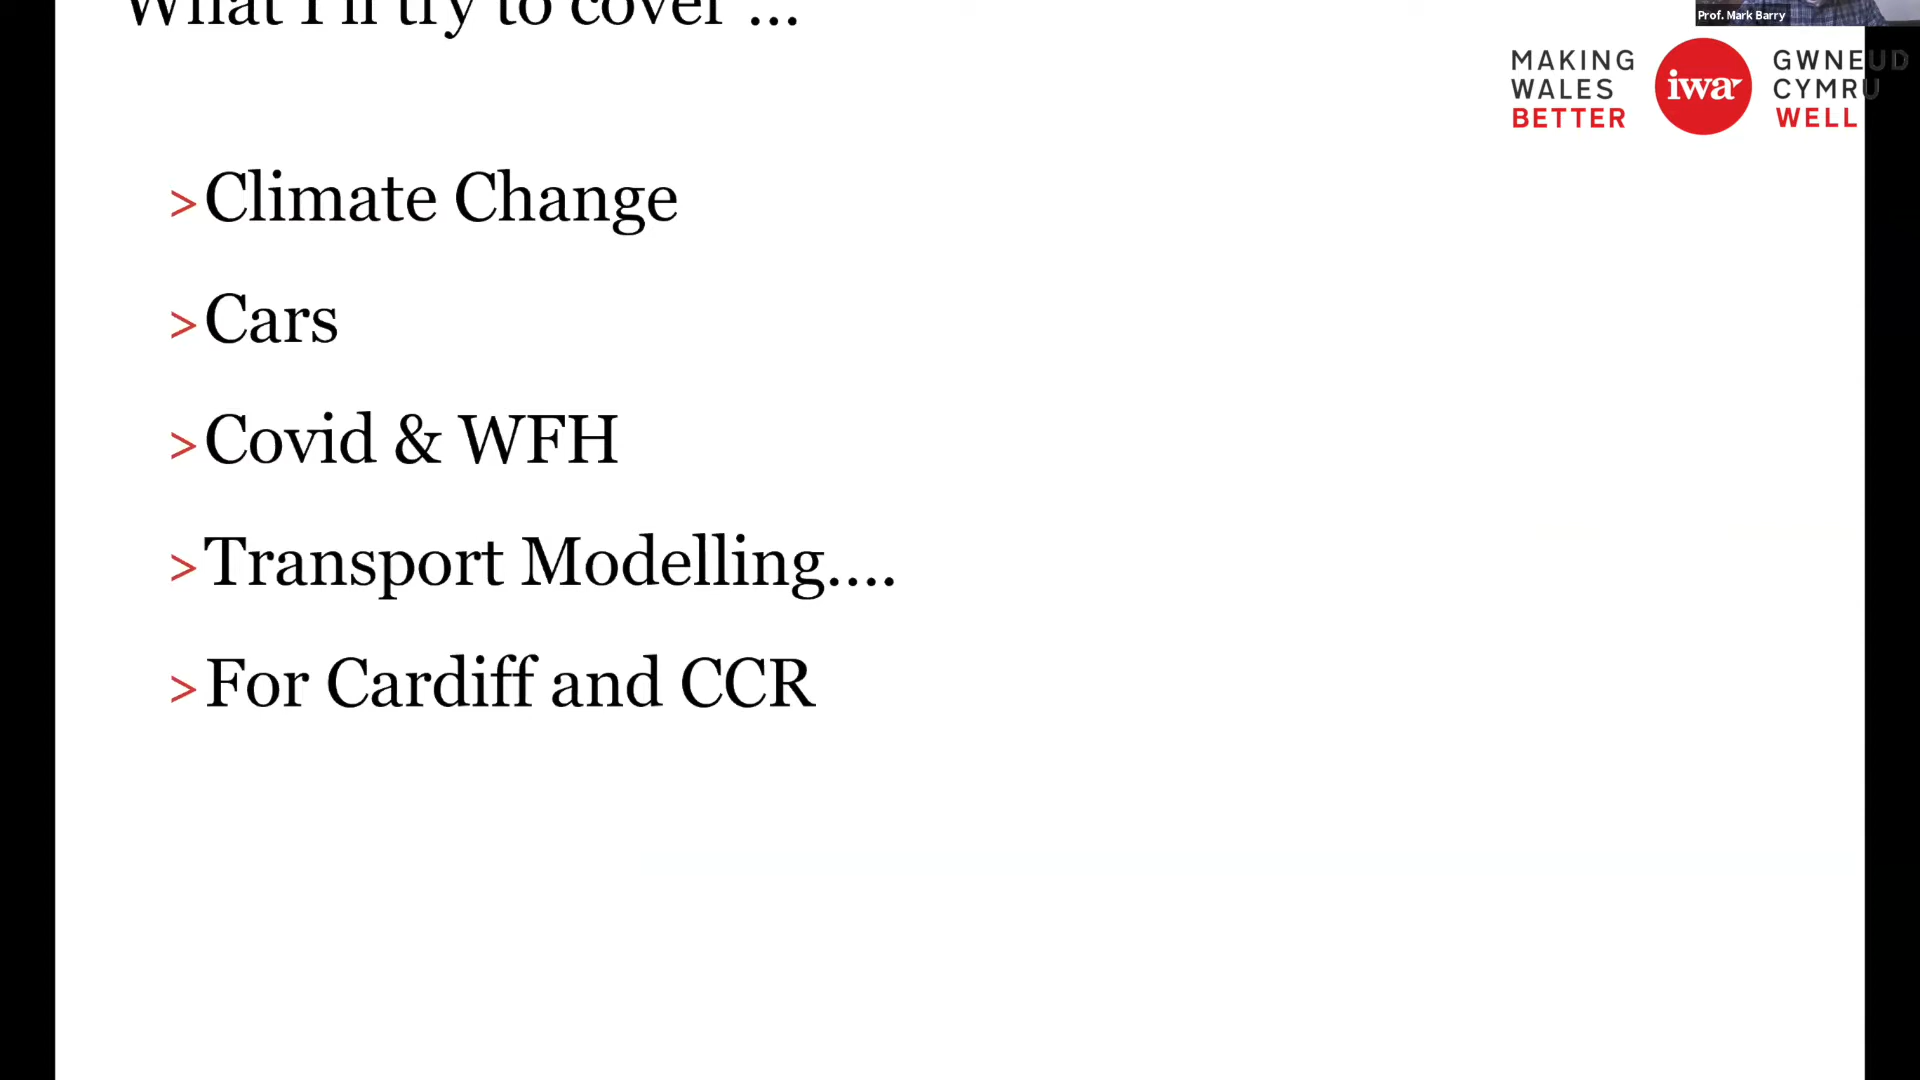 What I'll try to cover ...
Prof. Mark Barry
MAKING
WALES
BETTER
iwa
GWNEUD
CYMRU
WELL
>Climate Change
>Cars
>Covid & WFH
>Transport Modelling....
>For Cardiff and CCR